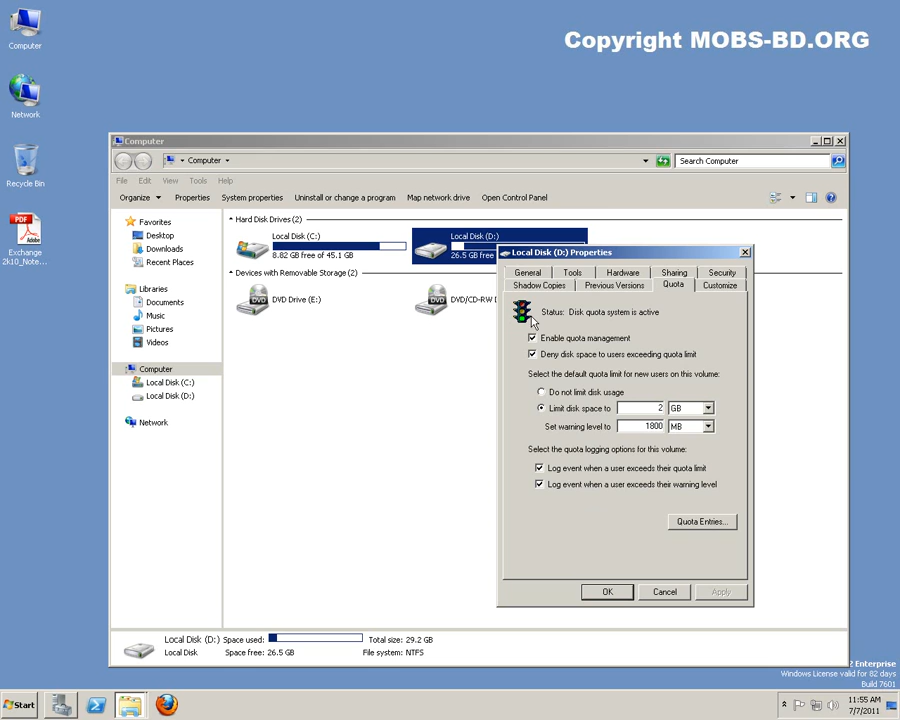 Copyright MOBS-BD.ORG
Computer
Network
Recycle Bin
PDF
Adobe
Exchange
2k10_Note...
Computer
Computer
Search Computer
File Edit View Tools Help
Organize Properties System properties Uninstall or change a program Map network drive Open Control Panel
Favorites
Desktop
Downloads
Recent Places
Libraries
Documents
Music
Pictures
Videos
Computer
Local Disk (C:)
Local Disk (D:)
Network
Hard Disk Drives (2)
Local Disk (C:)
8.82 GB free of 45.1 GB
Local Disk (D:)
26.5 GB free
Devices with Removable Storage (2)
DVD
DVD Drive (E:)
DVD
DVD/CD-RW D
Local Disk (D:) Properties
General Tools Hardware Sharing Security
Shadow Copies Previous Versions Quota Customize
Status: Disk quota system is active
Enable quota management
Deny disk space to users exceeding quota limit
Select the default quota limit for new users on this volume:
Do not limit disk usage
Limit disk space to 2 GB
Set warning level to 1800 MB
Select the quota logging options for this volume:
Log event when a user exceeds their quota limit
Log event when a user exceeds their warning level
Quota Entries...
OK Cancel Apply
Local Disk (D:) Space used: Total size: 29.2 GB
Local Disk Space free: 26.5 GB File system: NTFS
2 Enterprise
Windows License valid for 82 days
Build 7601
Start
11:55 AM
7/7/2011